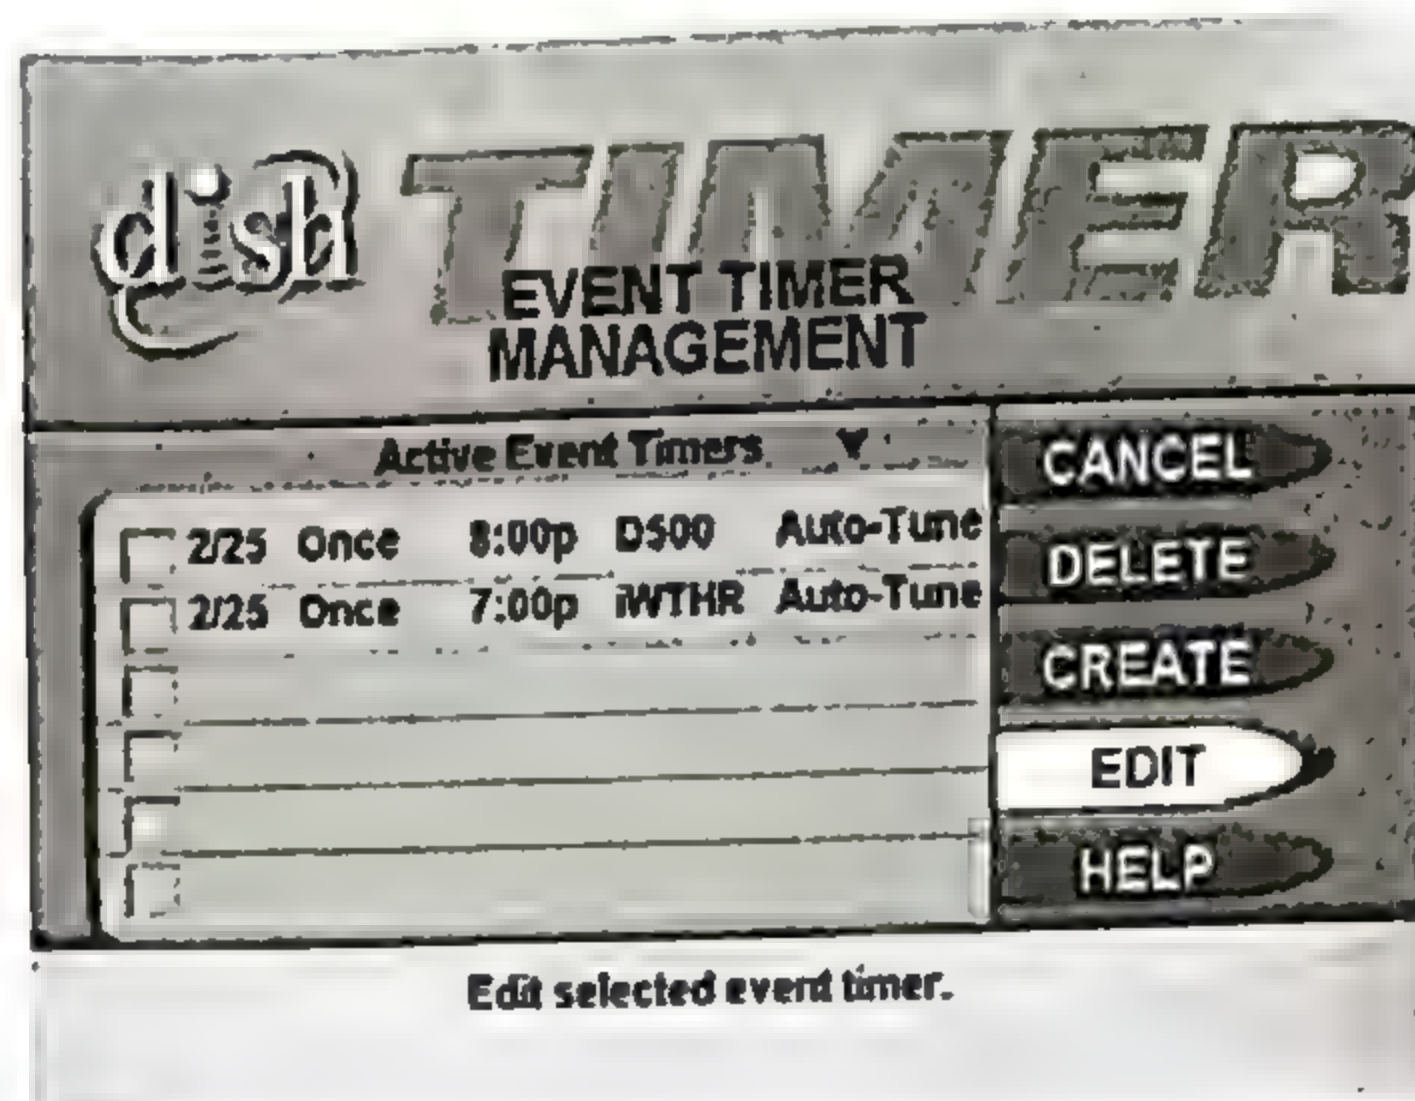 dish TIMER
EVENT TIMER
MANAGEMENT
Active Event Timers
2/25 Once 8:00p D500 Auto-Tune
2/25 Once 7:00p iWTHR Auto-Tune
CANCEL
DELETE
CREATE
EDIT
HELP
Edit selected event timer.